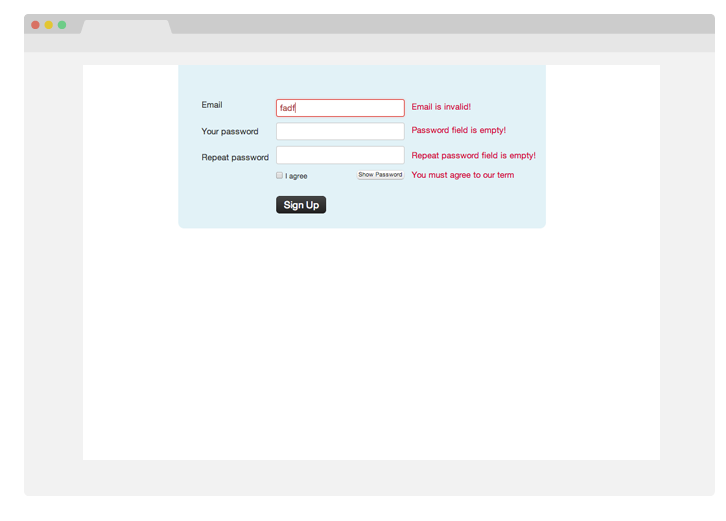 Email fadf Email is invalid!
Your password Password field is empty!
Repeat password Repeat password field is empty!
I agree Show Password You must agree to our term
Sign Up